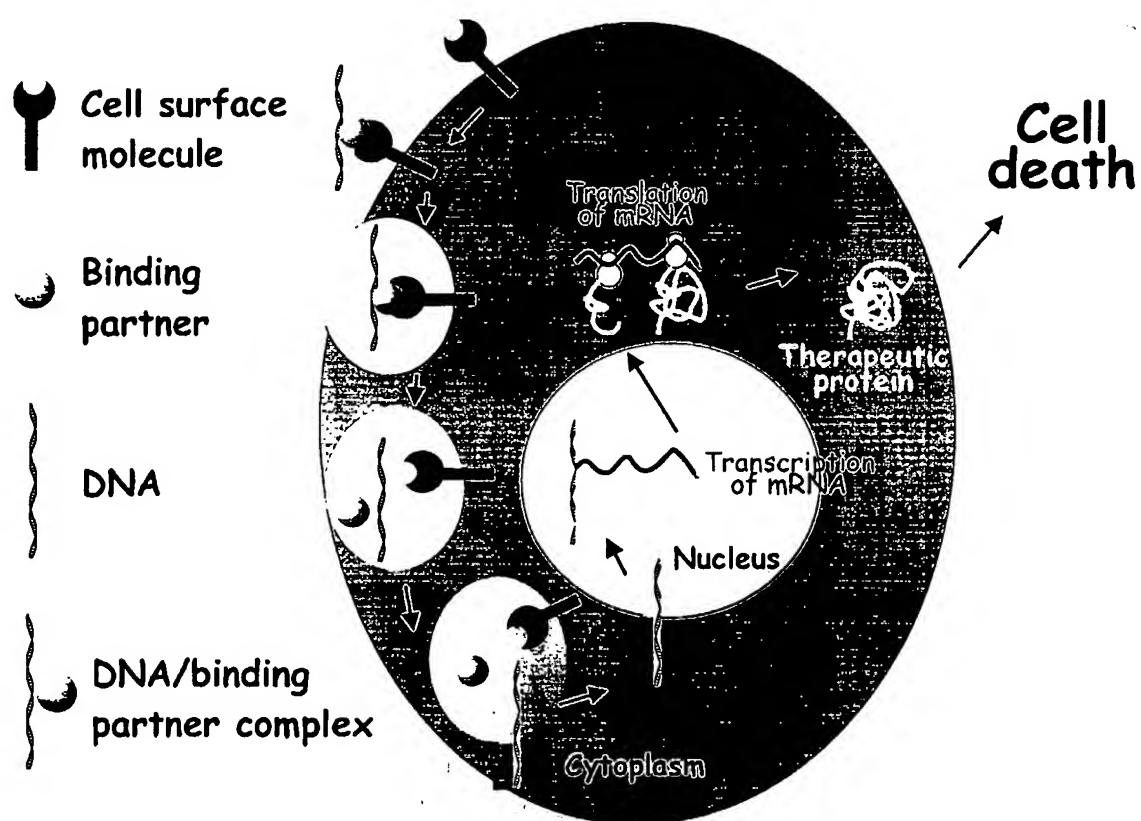 Cell surface
molecule
Binding
partner
DNA
DNA/binding
partner complex
Cell
death
Translation
of mRNA
Therapeutic
protein
Transcription
of mRNA
Nucleus
Cytoplasm